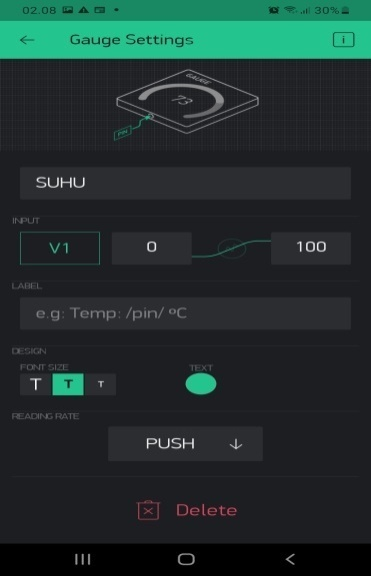 02.08 30%
Gauge Settings i
GAUGE
73
PIN
SUHU
INPUT
V1 0 100
LABEL
e.g: Temp: /pin/ ºC
DESIGN
FONT SIZE TEXT
T T T
READING RATE
PUSH
Delete